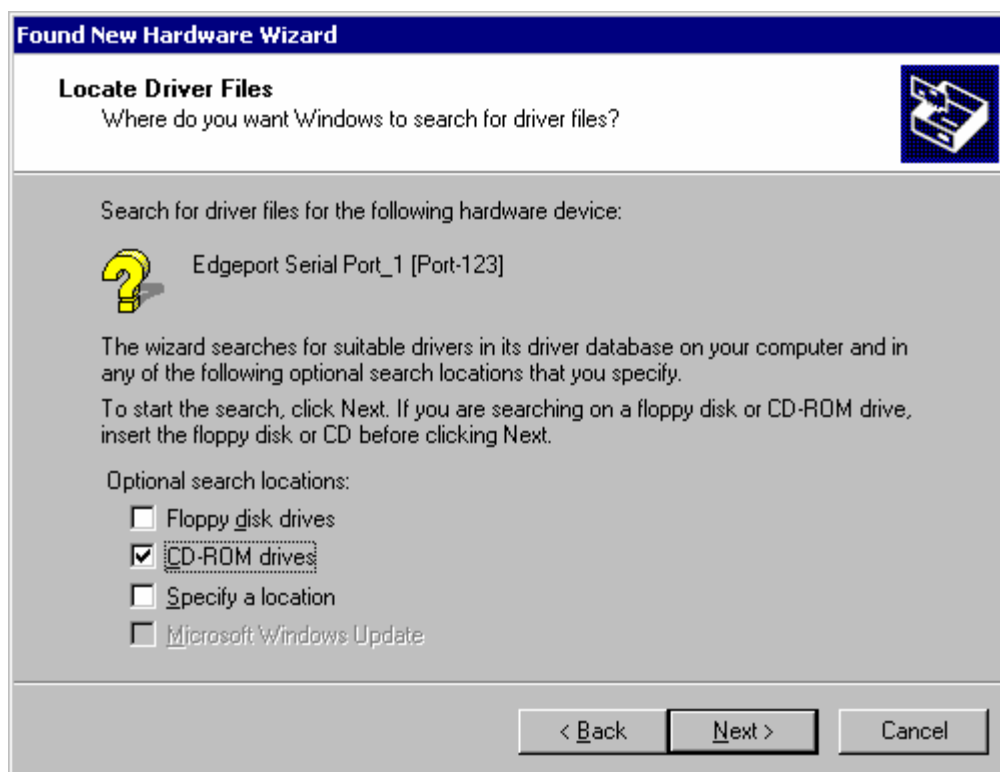 Found New Hardware Wizard
Locate Driver Files
Where do you want Windows to search for driver files?
Search for driver files for the following hardware device:
Edgeport Serial Port_1 [Port-123]
The wizard searches for suitable drivers in its driver database on your computer and in
any of the following optional search locations that you specify.
To start the search, click Next. If you are searching on a floppy disk or CD-ROM drive,
insert the floppy disk or CD before clicking Next.
Optional search locations:
Floppy disk drives
CD-ROM drives
Specify a location
Microsoft Windows Update
< Back Next > Cancel